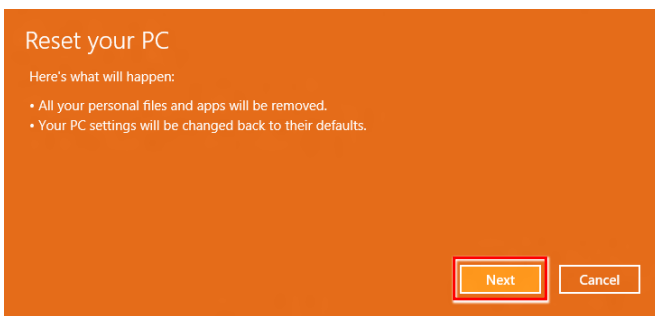 Reset your PC
Here's what will happen:
• All your personal files and apps will be removed.
• Your PC settings will be changed back to their defaults.
Next Cancel